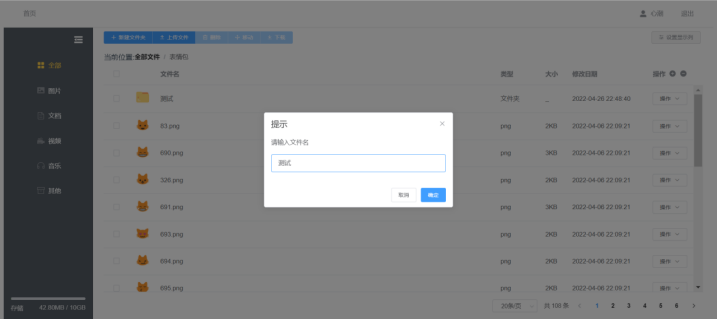 首页
退出
新建文件夹 上传文件 删除 移动 下载
设置显示列
当前位置:全部文件 / 表情包
文件名 类型 大小 修改日期 操作
全部
图片
文档
视频
音乐
其他
测试 文件夹 _ 2022-04-26 22:46:40 操作
83.png png 2KB 2022-04-06 22:09:21 操作
690.png png 3KB 2022-04-06 22:09:21 操作
326.png png 2KB 2022-04-06 22:09:21 操作
691.png png 3KB 2022-04-06 22:09:21 操作
693.png png 2KB 2022-04-06 22:09:21 操作
694.png png 2KB 2022-04-06 22:09:21 操作
695.png png 2KB 2022-04-06 22:09:21 操作
提示
请输入文件名
测试
取消 确定
存储 42.80MB / 10GB
20条/页 共 108 条 1 2 3 4 5 6